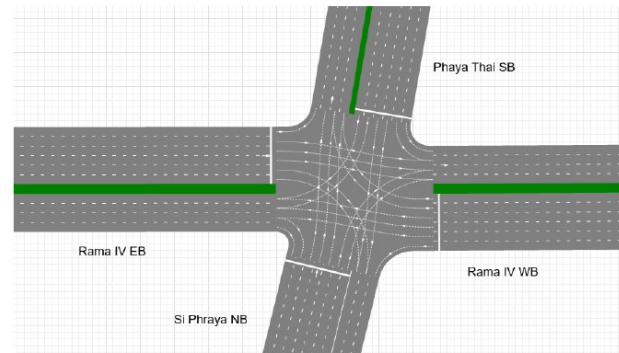 Phaya Thai SB
Rama IV EB
Rama IV WB
Si Phraya NB